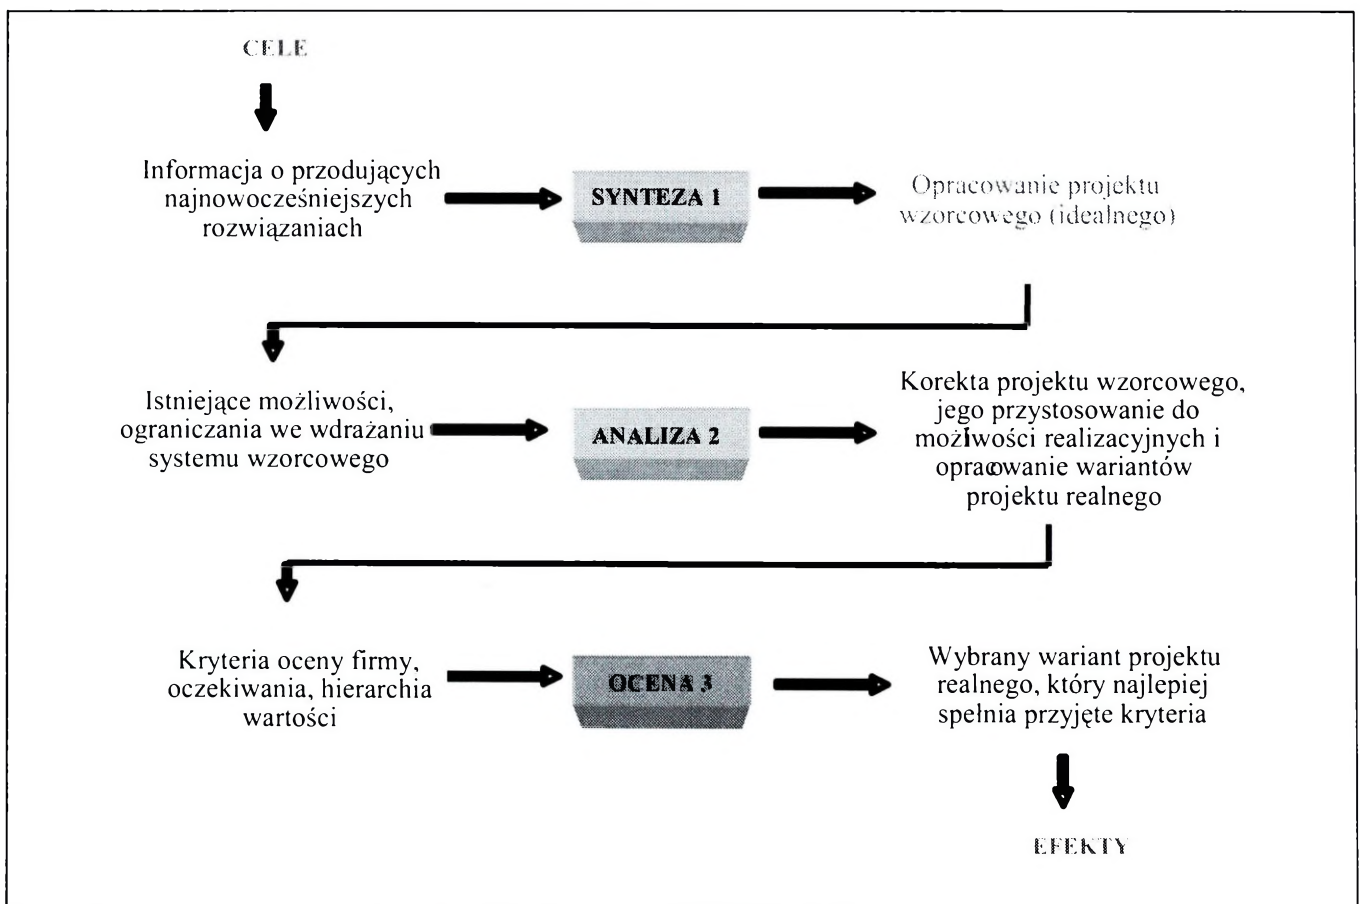 CELE
Informacja o przodujących
najnowocześniejszych
rozwiązaniach
SYNTEZA 1
Opracowanie projektu
wzorcowego (idealnego)
Istniejące możliwości,
ograniczania we wdrażaniu
systemu wzorcowego
ANALIZA 2
Korekta projektu wzorcowego,
jego przystosowanie do
możlwości realizacyjnych i
opracowanie wariantów
projektu realnego
Kryteria oceny firmy,
oczekiwania, hierarchia
wartości
OCENA 3
Wybrany wariant projektu
realnego, który najlepiej
spełnia przyjęte kryteria
EFEKTY